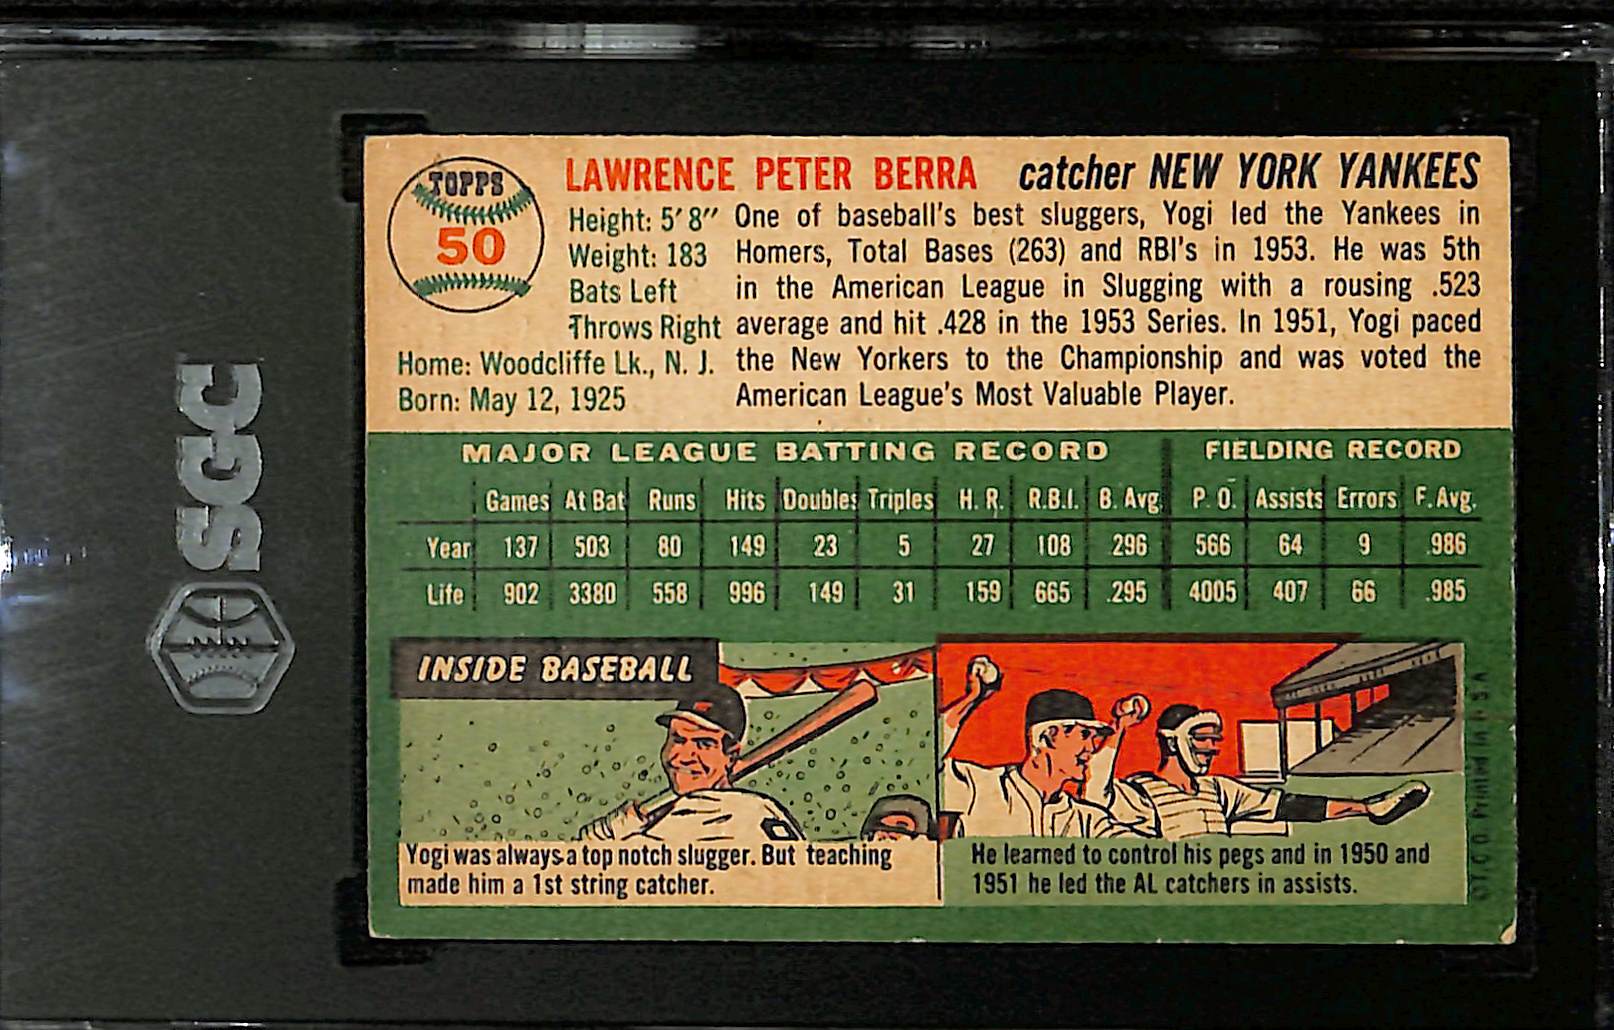 SGC
TOPPS
50
LAWRENCE PETER BERRA catcher NEW YORK YANKEES
Height: 5'8"
Weight: 183
Bats Left
Throws Right
Home: Woodcliffe Lk., N. J.
Born: May 12, 1925
One of baseball's best sluggers, Yogi led the Yankees in
Homers, Total Bases (263) and RBI's in 1953. He was 5th
in the American League in Slugging with a rousing .523
average and hit .428 in the 1953 Series. In 1951, Yogi paced
the New Yorkers to the Championship and was voted the
American League's Most Valuable Player.
MAJOR LEAGUE BATTING RECORD FIELDING RECORD
Games At Bat Runs Hits Doubles Triples H. R. R.B.I. B. Avg. P. O. Assists Errors F. Avg.
Year 137 503 80 149 23 5 27 108 .296 566 64 9 .986
Life 902 3380 558 996 149 31 159 665 .295 4005 407 66 .985
INSIDE BASEBALL
Yogi was always a top notch slugger. But teaching
made him a 1st string catcher.
He learned to control his pegs and in 1950 and
1951 he led the AL catchers in assists.
©T.C.G. Printed in U S A